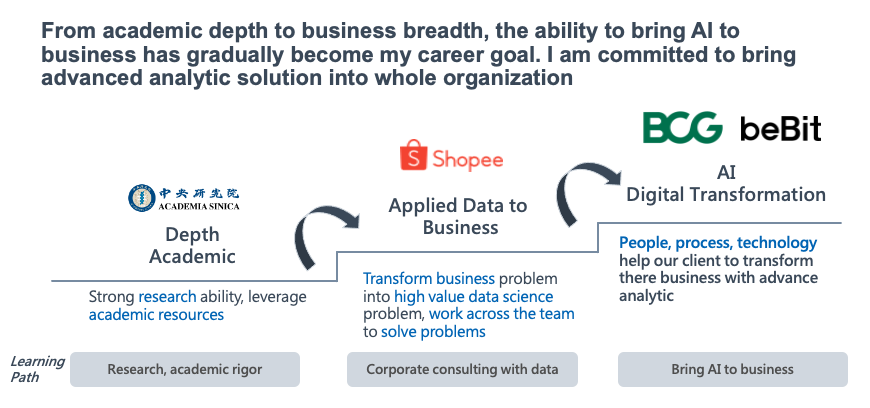 From academic depth to business breadth, the ability to bring AI to
business has gradually become my career goal. I am committed to bring
advanced analytic solution into whole organization
BCG beBit
S Shopee
AI
Digital Transformation
中央研究院
ACADEMIA SINICA
Applied Data to
Business
Depth
Academic
People, process, technology
help our client to transform
there business with advance
analytic
Transform business problem
into high value data science
problem, work across the team
to solve problems
Strong research ability, leverage
academic resources
Learning
Path
Research, academic rigor
Corporate consulting with data
Bring AI to business